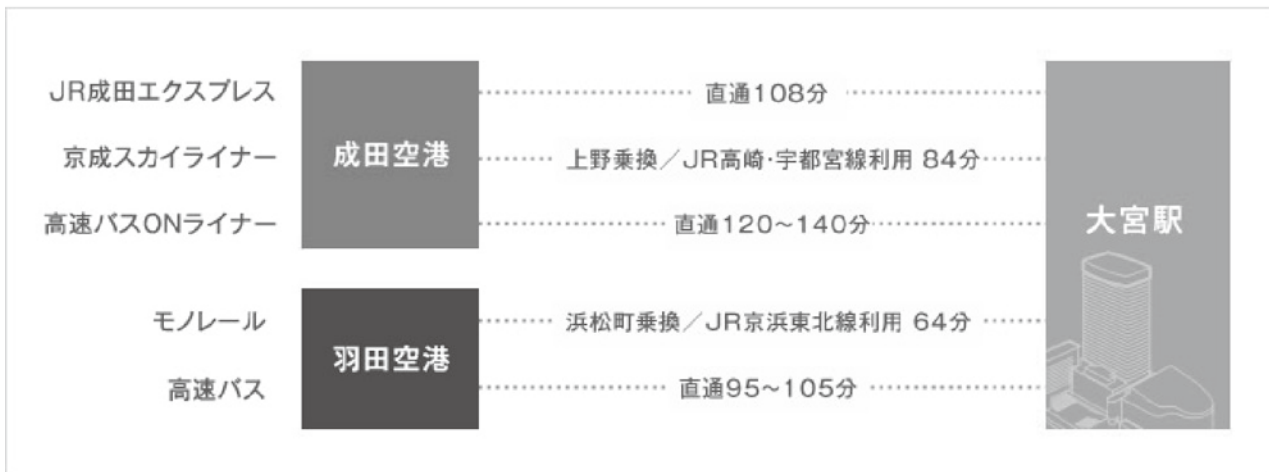 JR成田エクスプレス
成田空港
直通108分
京成スカイライナー
上野乗換／JR高崎･宇都宮線利用 84分
高速バスONライナー
直通120〜140分
大宮駅
モノレール
羽田空港
浜松町乗換／JR京浜東北線利用 64分
高速バス
直通95〜105分